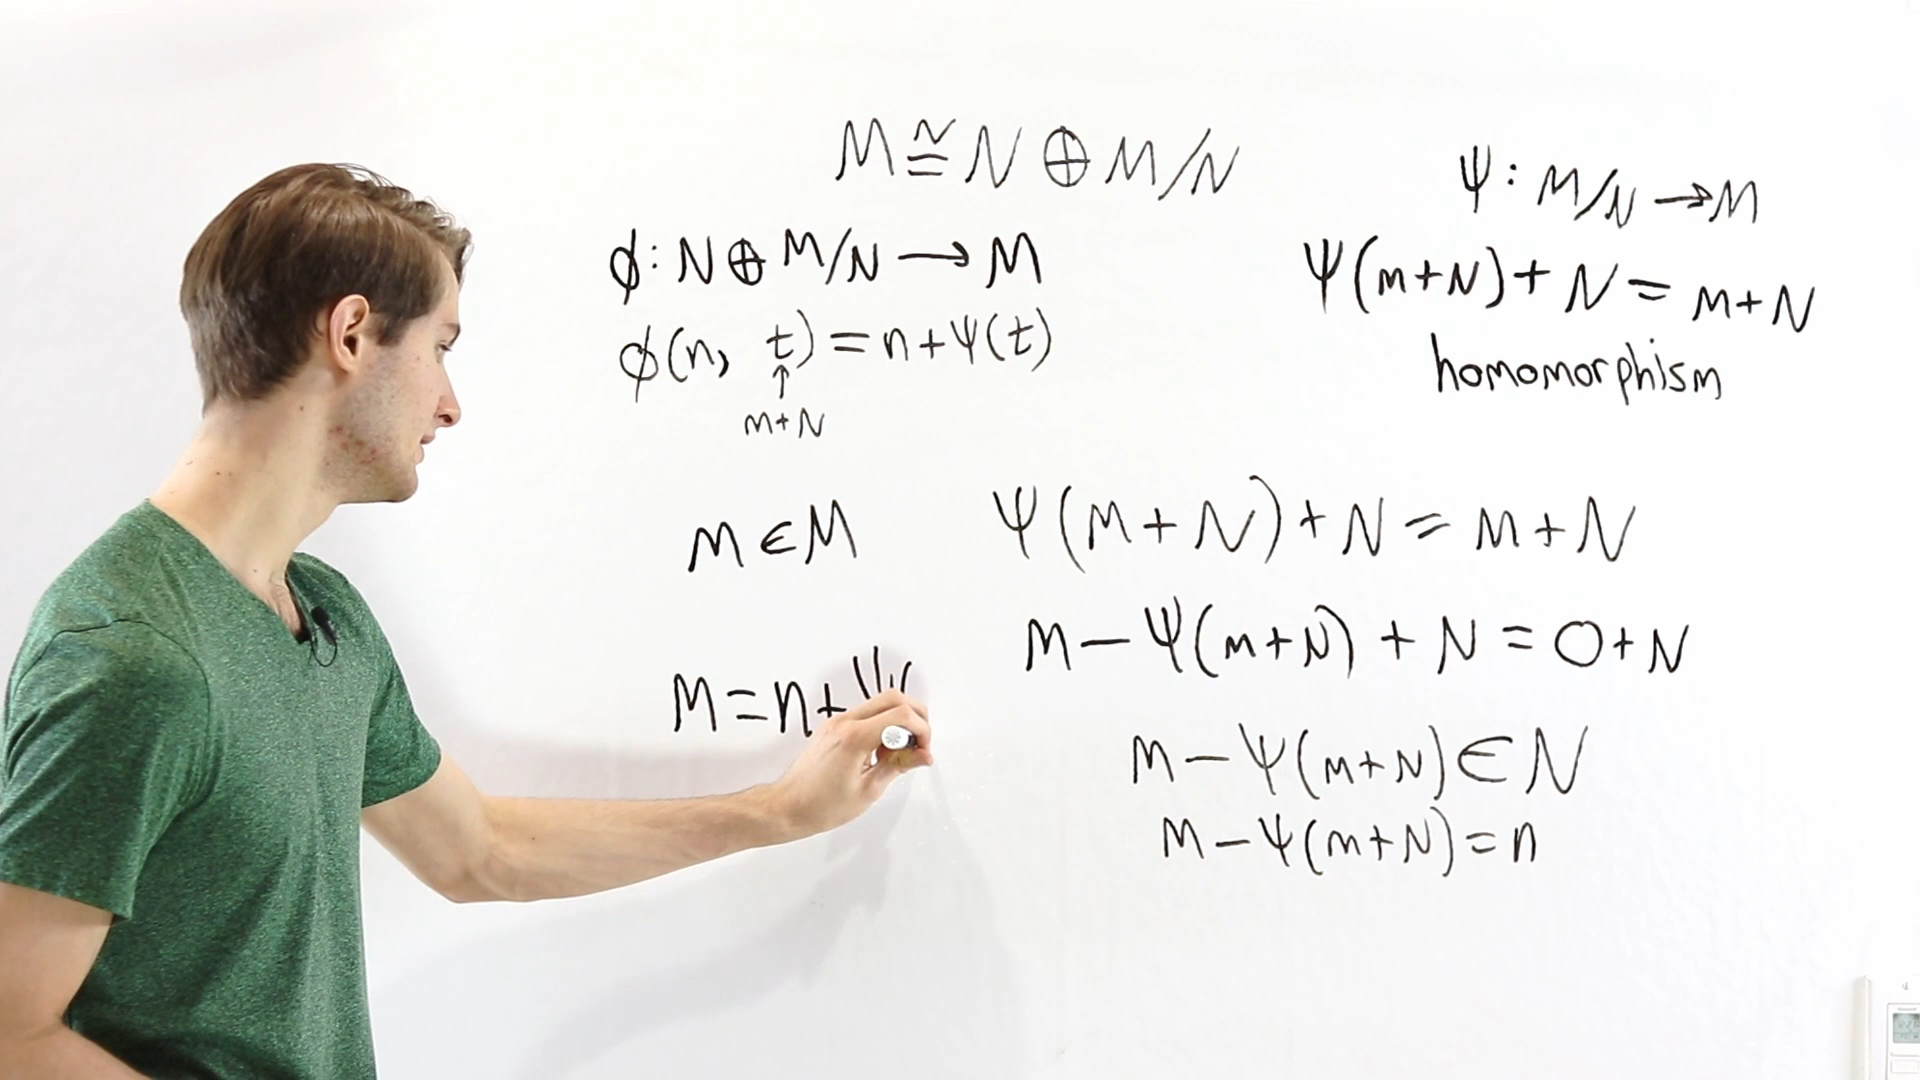 M ≅ N ⊕ M/N
ϕ: N ⊕ M/N → M
ϕ(n, t) = n + Ψ(t)
↑
m+N
Ψ: M/N → M
Ψ(m+N) + N = m+N
homomorphism
m ∈ M
m = n + Ψ(
Ψ(m+N) + N = m+N
m − Ψ(m+N) + N = 0+N
m − Ψ(m+N) ∈ N
m − Ψ(m+N) = n